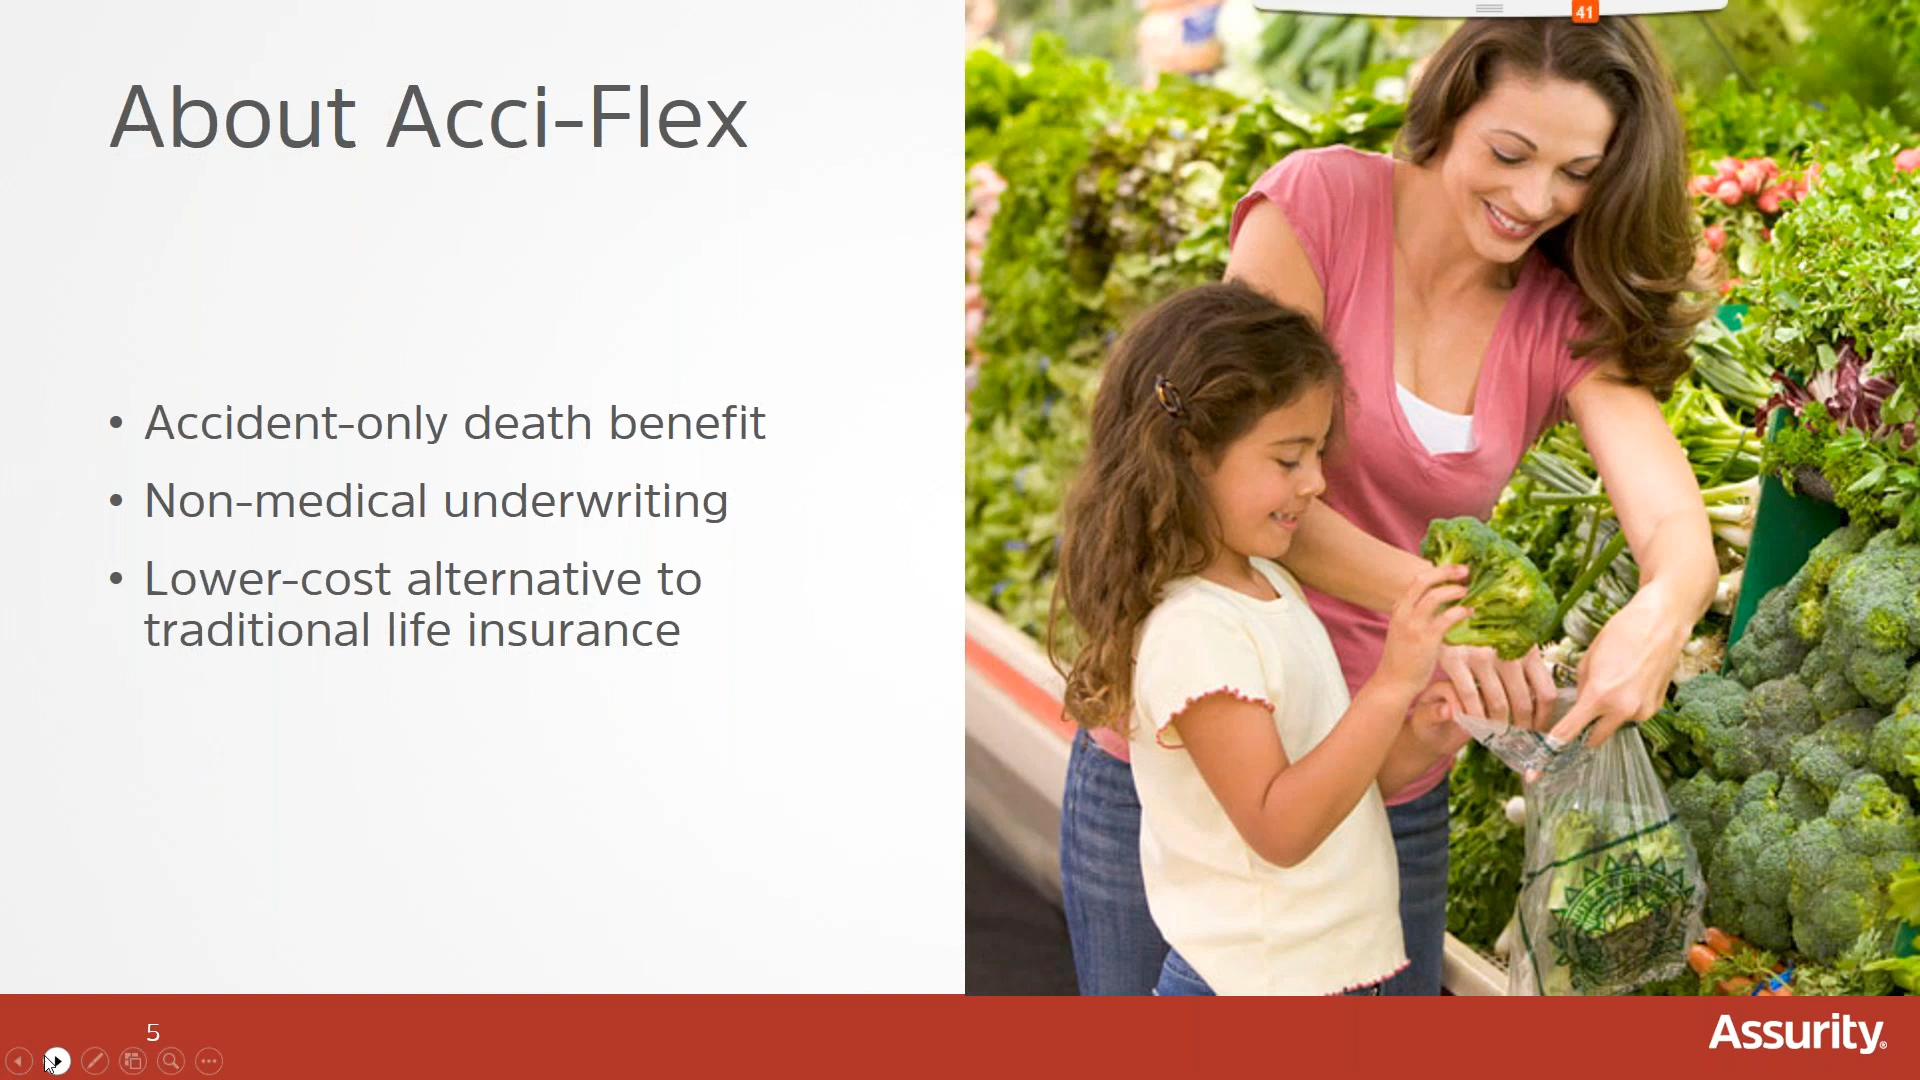 41
About Acci-Flex
• Accident-only death benefit
• Non-medical underwriting
• Lower-cost alternative to
traditional life insurance
5
Assurity®